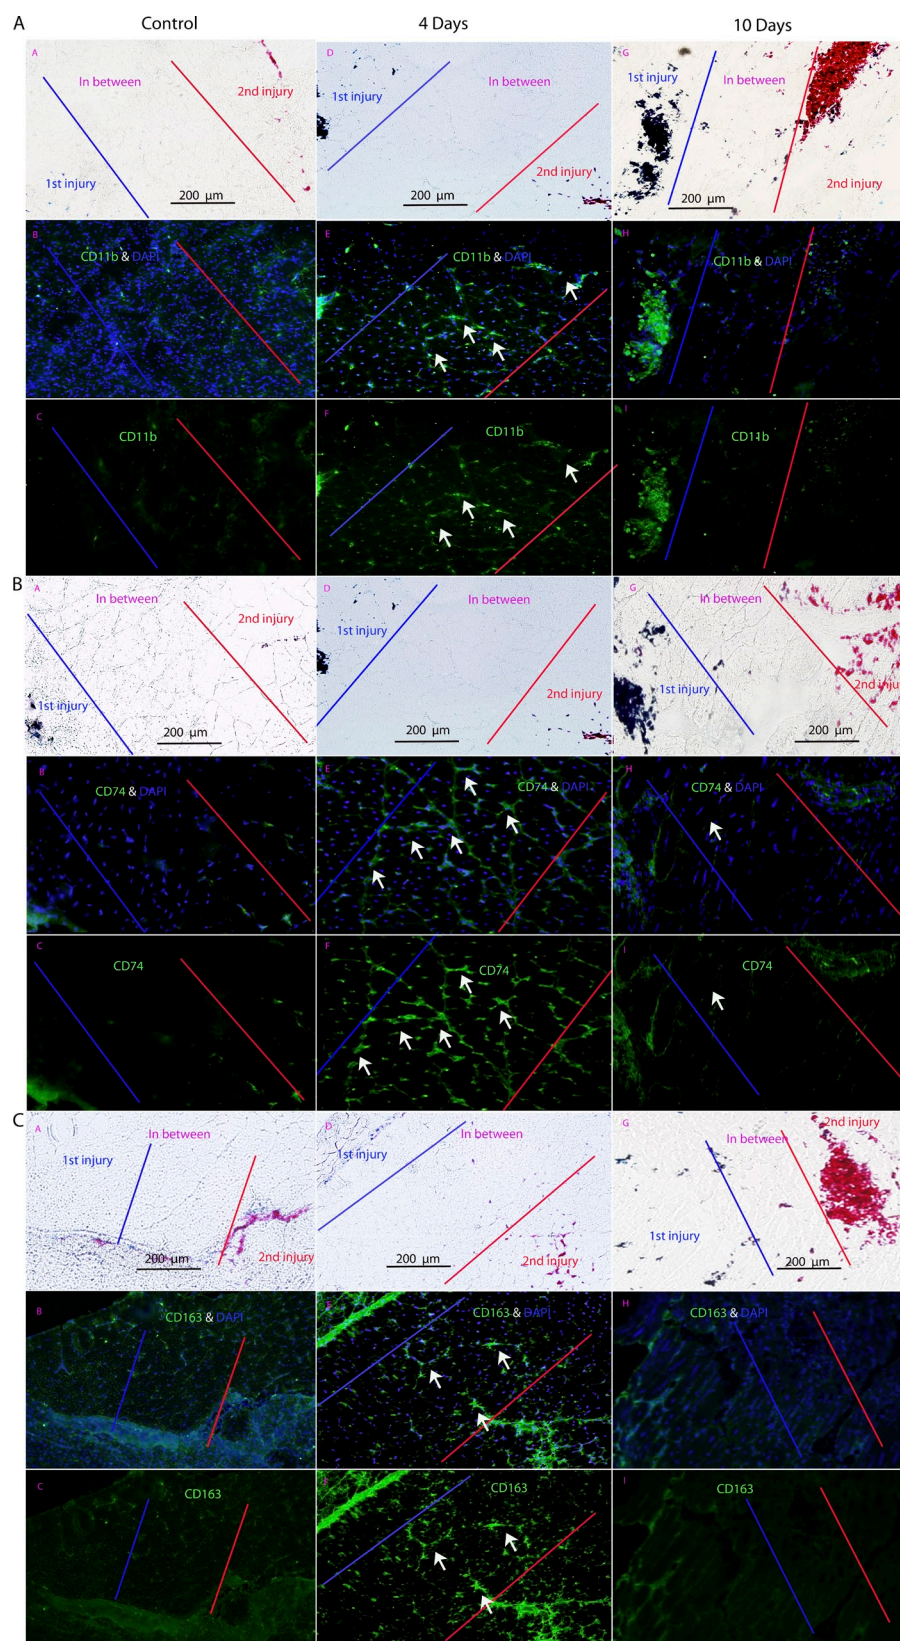 A
Control
4 Days
10 Days
A
In between
2nd injury
1st injury
200 µm
D
In between
1st injury
2nd injury
200 µm
G
1st injury
In between
2nd injury
200 µm
B
CD11b & DAPI
E
CD11b & DAPI
H
CD11b & DAPI
C
CD11b
F
CD11b
I
CD11b
B
A
In between
2nd injury
1st injury
200 µm
D
In between
1st injury
2nd injury
200 µm
G
In between
1st injury
2nd inju
200 µm
B
CD74 & DAPI
E
CD74 & DAPI
H
CD74 & DAPI
C
CD74
F
CD74
I
CD74
C
A
In between
1st injury
2nd injury
200 µm
D
In between
1st injury
2nd injury
200 µm
G
2nd injury
In between
1st injury
200 µm
B
CD163 & DAPI
E
CD163 & DAPI
H
CD163 & DAPI
C
CD163
CD163
I
CD163